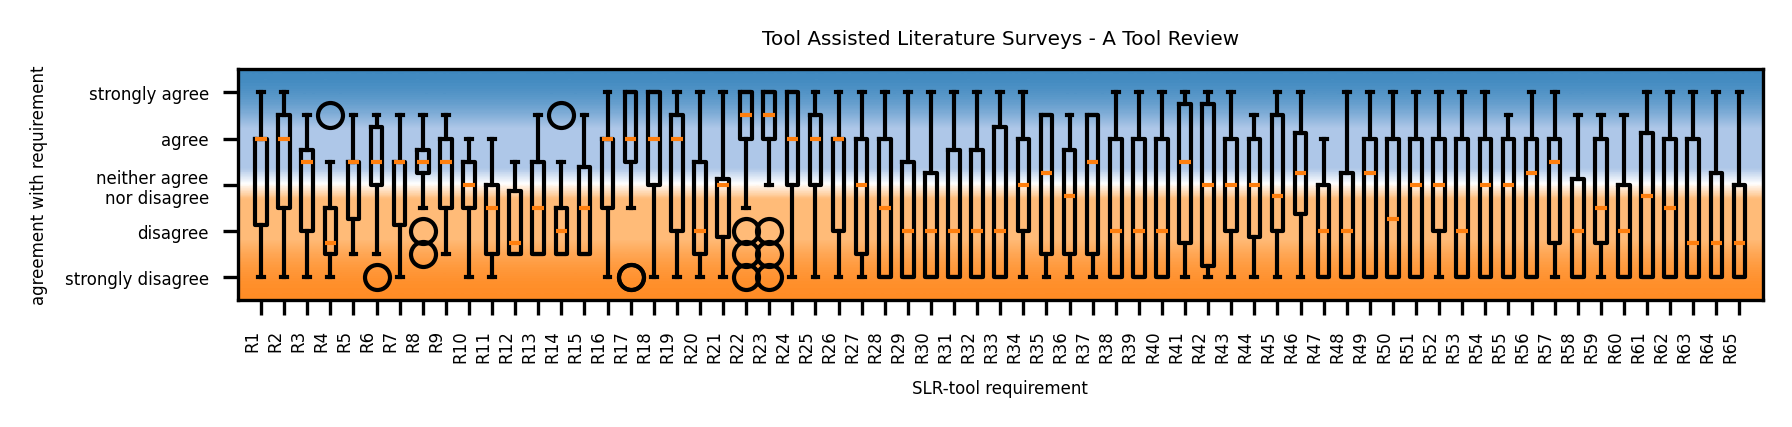 Tool Assisted Literature Surveys - A Tool Review
agreement with requirement
strongly agree
agree
neither agree
nor disagree
disagree
strongly disagree
R1 R2 R3 R4 R5 R6 R7 R8 R9 R10 R11 R12 R13 R14 R15 R16 R17 R18 R19 R20 R21 R22 R23 R24 R25 R26 R27 R28 R29 R30 R31 R32 R33 R34 R35 R36 R37 R38 R39 R40 R41 R42 R43 R44 R45 R46 R47 R48 R49 R50 R51 R52 R53 R54 R55 R56 R57 R58 R59 R60 R61 R62 R63 R64 R65
SLR-tool requirement